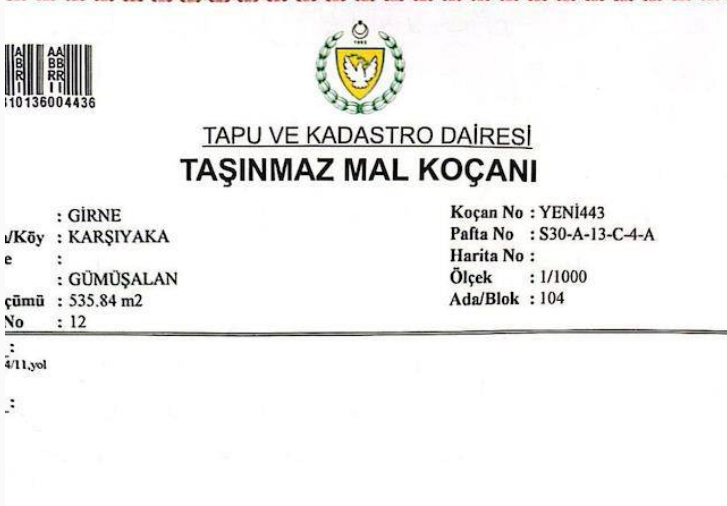 110136004436
1983
TAPU VE KADASTRO DAİRESİ
TAŞINMAZ MAL KOÇANI
: GİRNE
/Köy : KARŞIYAKA
e :
: GÜMÜŞALAN
çümü : 535.84 m2
No : 12
Koçan No : YENİ443
Pafta No : S30-A-13-C-4-A
Harita No :
Ölçek : 1/1000
Ada/Blok : 104
:
4/11,yol
: